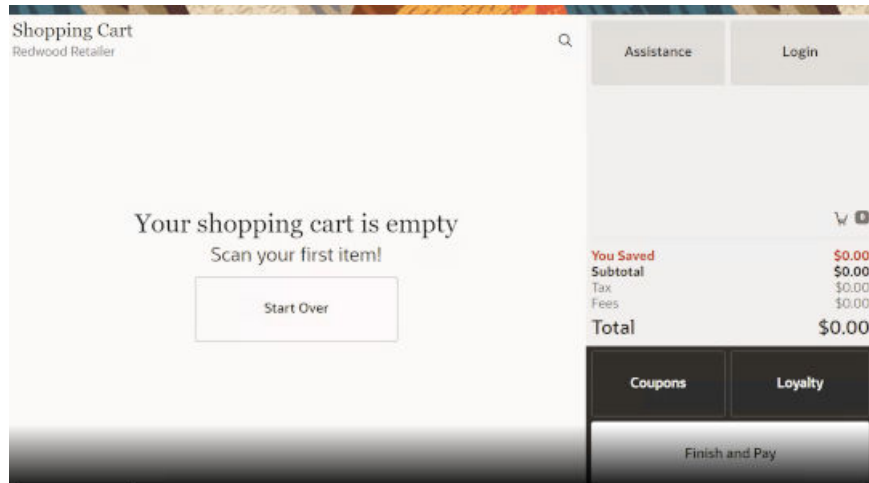 Shopping Cart
Redwood Retailer
Assistance
Login
Your shopping cart is empty
Scan your first item!
Start Over
0
You Saved $0.00
Subtotal $0.00
Tax $0.00
Fees $0.00
Total $0.00
Coupons
Loyalty
Finish and Pay